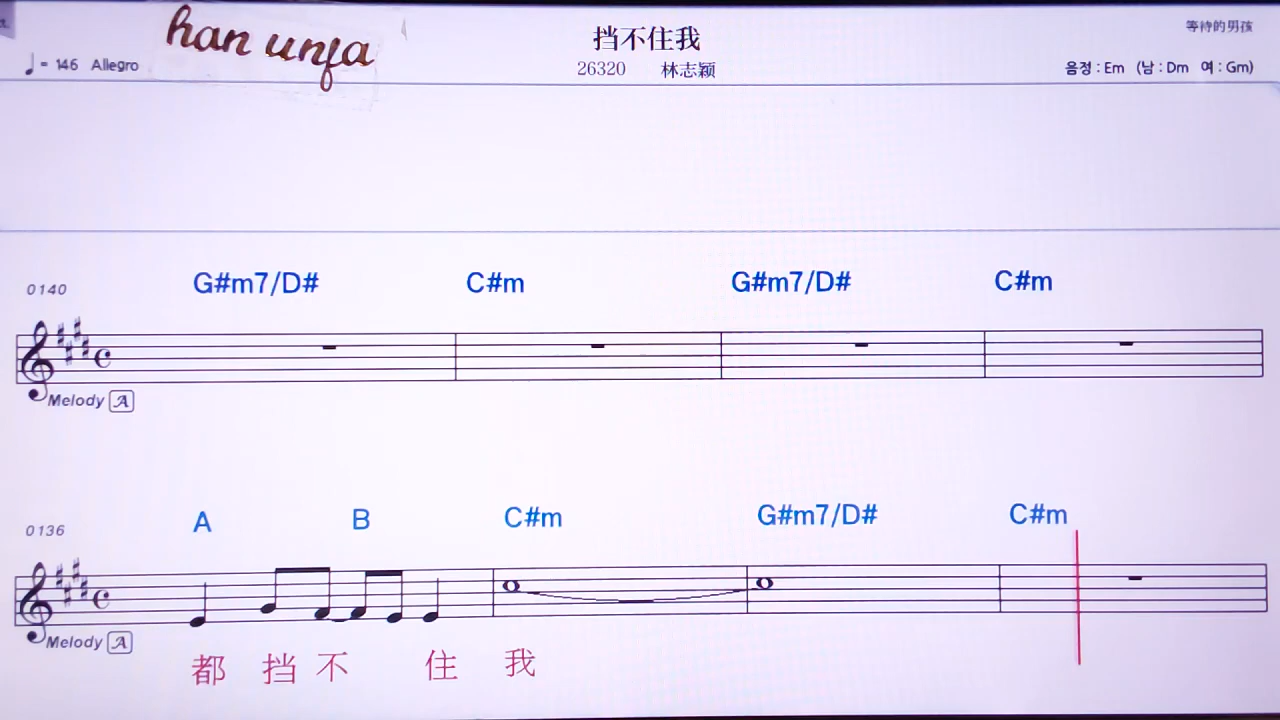 han unfa
挡不住我
等待的男孩
♩= 146 Allegro
26320 林志颖
음정 : Em (남 : Dm 여 : Gm)
0140 G#m7/D# C#m G#m7/D# C#m
Melody A
0136 A B C#m G#m7/D# C#m
Melody A
都 挡 不 住 我